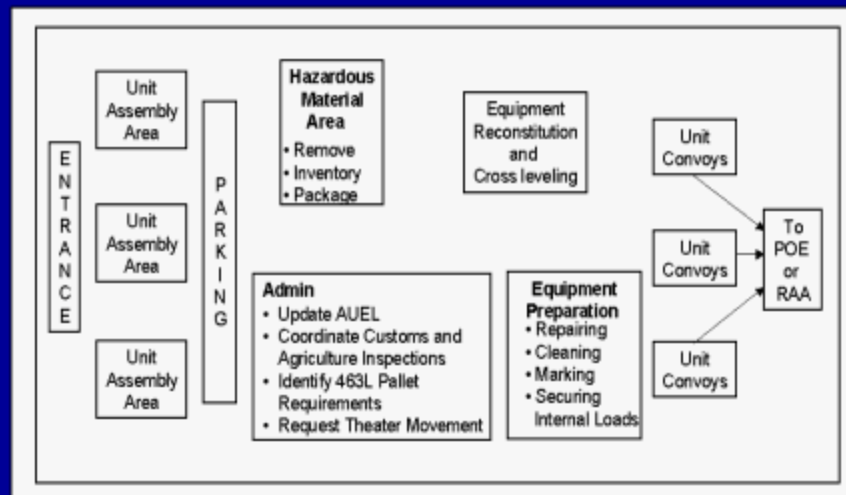 ENTRANCE
Unit
Assembly
Area
Unit
Assembly
Area
Unit
Assembly
Area
PARKING
Hazardous
Material
Area
• Remove
• Inventory
• Package
Admin
• Update AUEL
• Coordinate Customs and
Agriculture Inspections
• Identify 463L Pallet
Requirements
• Request Theater Movement
Equipment
Reconstitution
and
Cross leveling
Equipment
Preparation
• Repairing
• Cleaning
• Marking
• Securing
Internal Loads
Unit
Convoys
Unit
Convoys
Unit
Convoys
To
POE
or
RAA